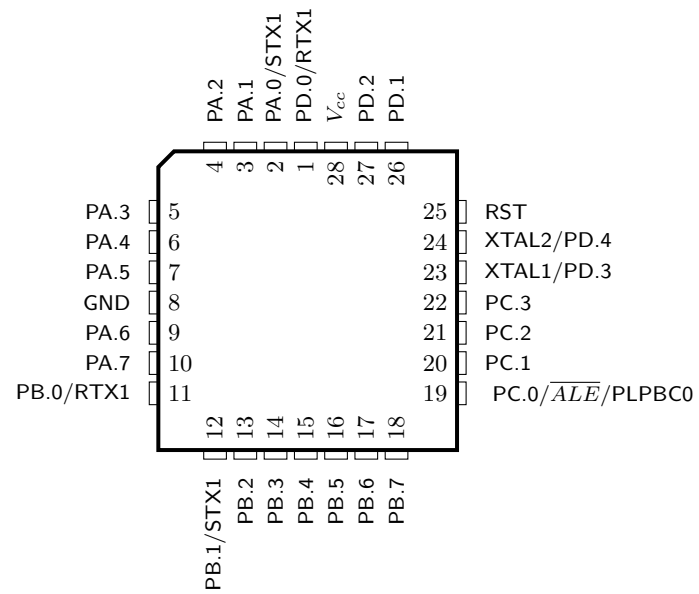 PA.2
PA.1
PA.0/STX1
PD.0/RTX1
Vcc
PD.2
PD.1
4
3
2
1
28
27
26
PA.3 5
PA.4 6
PA.5 7
GND 8
PA.6 9
PA.7 10
PB.0/RTX1 11
25 RST
24 XTAL2/PD.4
23 XTAL1/PD.3
22 PC.3
21 PC.2
20 PC.1
19 PC.0/ALE/PLPBC0
12
13
14
15
16
17
18
PB.1/STX1
PB.2
PB.3
PB.4
PB.5
PB.6
PB.7